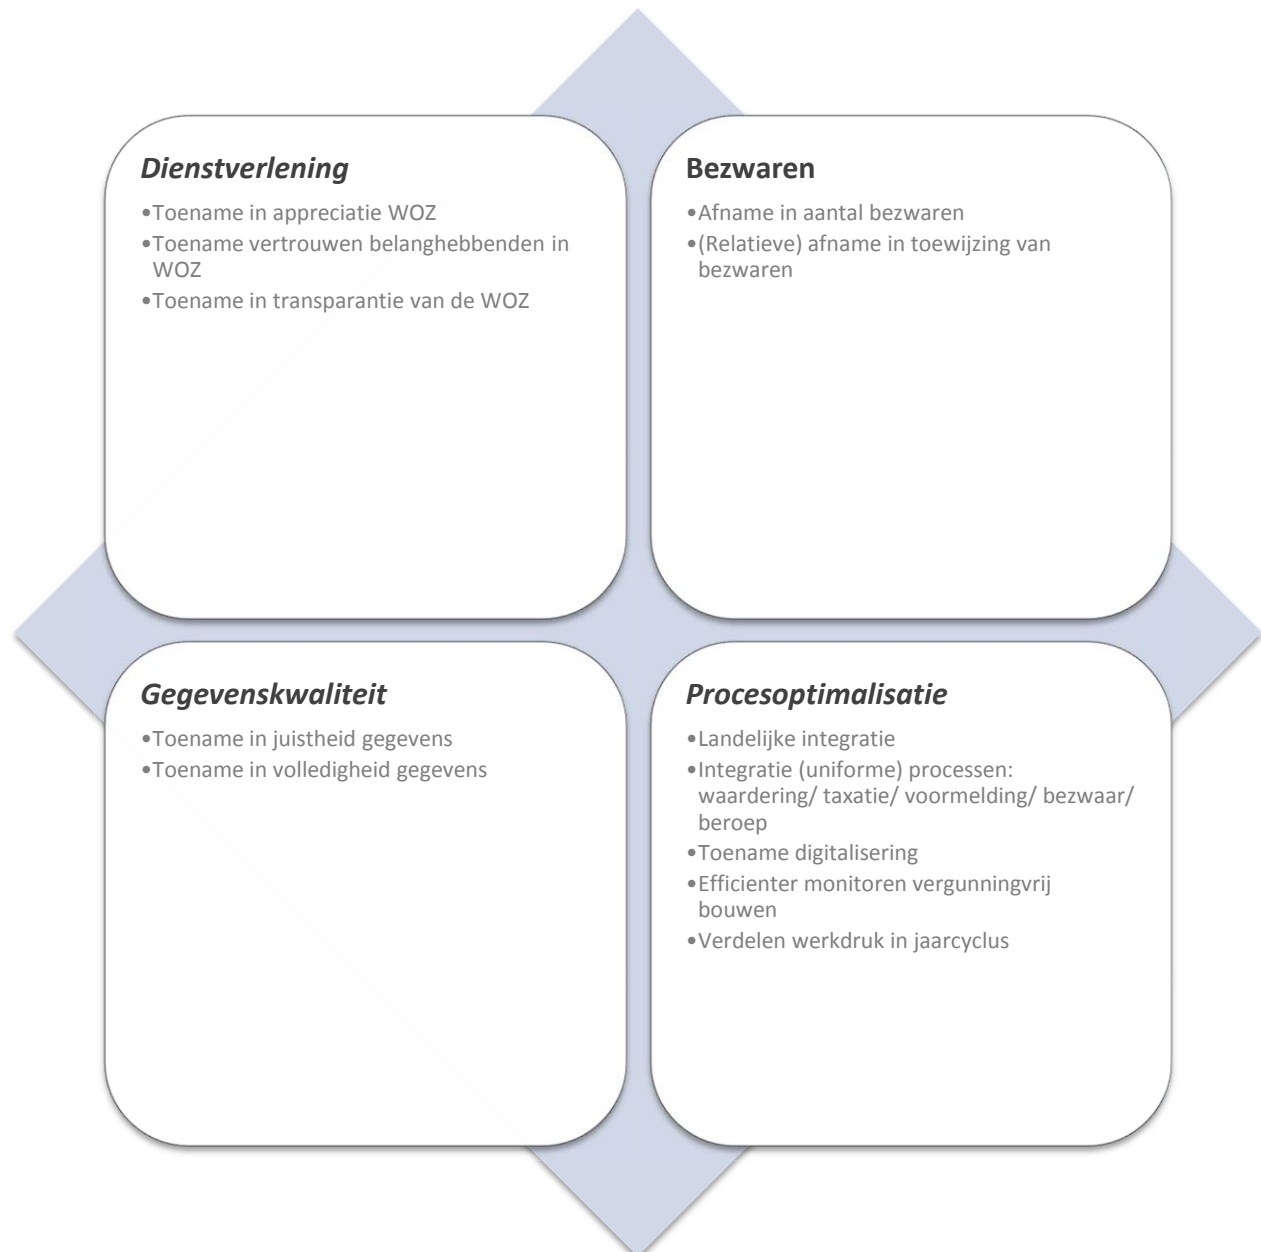 Dienstverlening
•Toename in appreciatie WOZ
•Toename vertrouwen belanghebbenden in
WOZ
•Toename in transparantie van de WOZ
Bezwaren
•Afname in aantal bezwaren
•(Relatieve) afname in toewijzing van
bezwaren
Gegevenskwaliteit
•Toename in juistheid gegevens
•Toename in volledigheid gegevens
Procesoptimalisatie
•Landelijke integratie
•Integratie (uniforme) processen:
waardering/ taxatie/ voormelding/ bezwaar/
beroep
•Toename digitalisering
•Efficienter monitoren vergunningvrij
bouwen
•Verdelen werkdruk in jaarcyclus